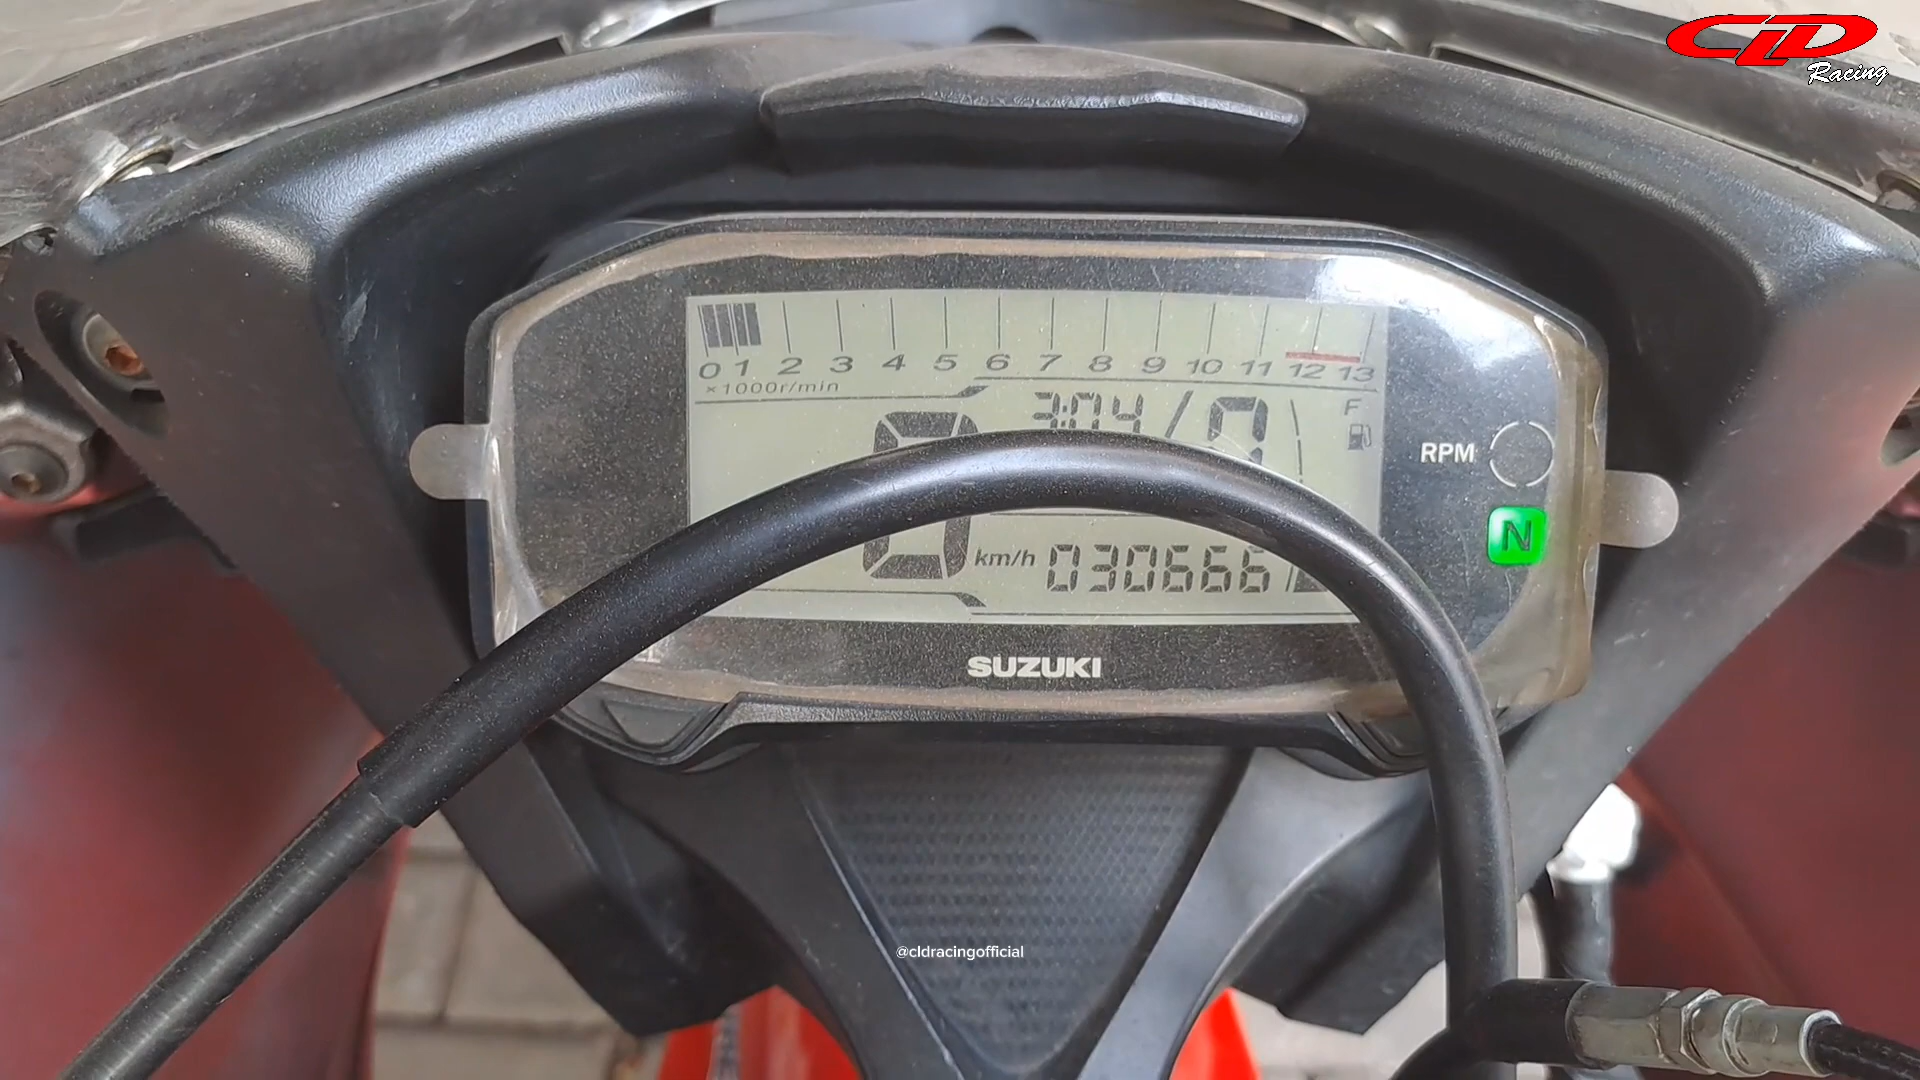 CLD
Racing
0 1 2 3 4 5 6 7 8 9 10 11 12 13
×1000r/min
3:04
F
0
RPM
N
km/h 030666
SUZUKI
@cldracingofficial